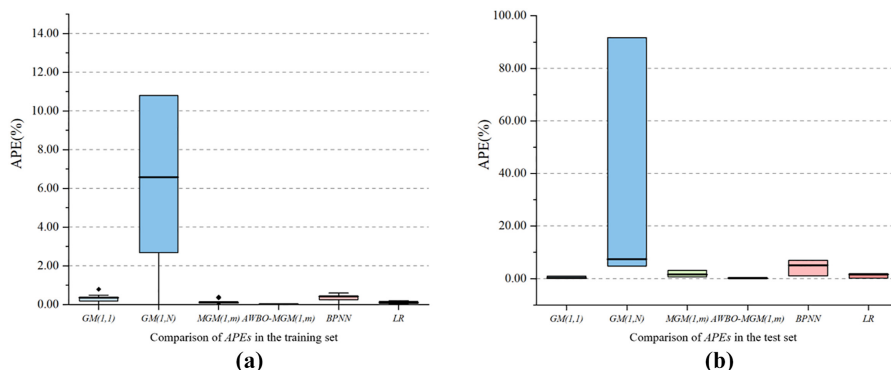 14.00
12.00
10.00
8.00
6.00
4.00
2.00
0.00
APE(%)
GM(1,1) GM(1,N) MGM(1,m) AWBO-MGM(1,m) BPNN LR
Comparison of APEs in the training set
(a)
100.00
80.00
60.00
40.00
20.00
0.00
APE(%)
GM(1,1) GM(1,N) MGM(1,m) AWBO-MGM(1,m) BPNN LR
Comparison of APEs in the test set
(b)